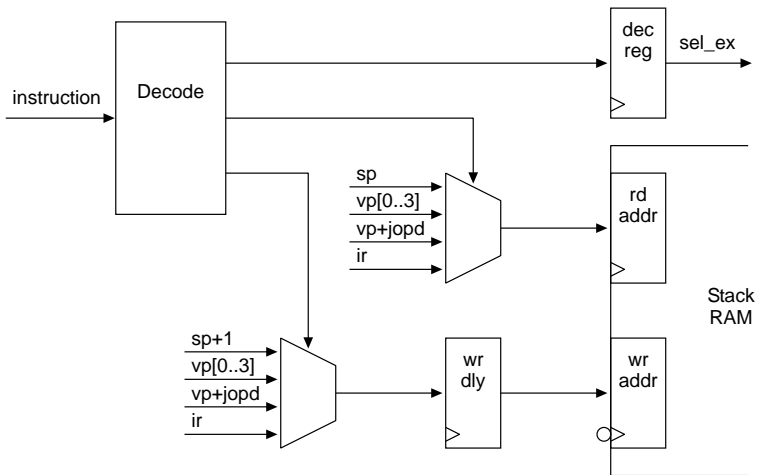 dec
reg
sel_ex
instruction
Decode
sp
vp[0..3]
vp+jopd
ir
rd
addr
Stack
RAM
sp+1
vp[0..3]
vp+jopd
ir
wr
dly
wr
addr